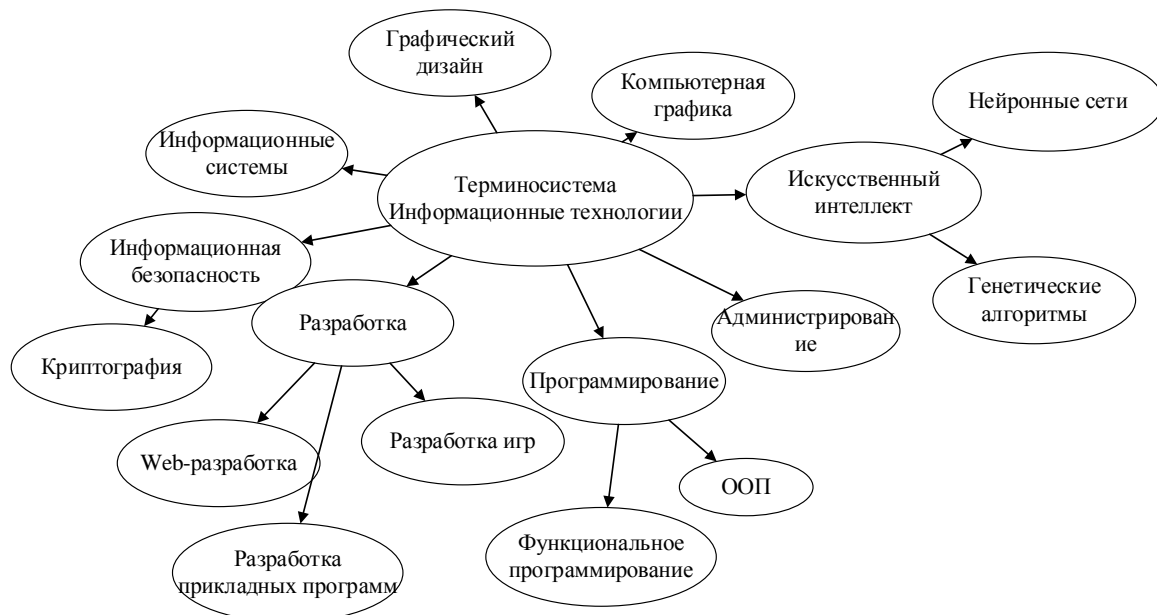 Графический
дизайн
Компьютерная
графика
Нейронные сети
Информационные
системы
Терминосистема
Информационные технологии
Искусственный
интеллект
Информационная
безопасность
Генетические
алгоритмы
Разработка
Администрирован
ие
Криптография
Программирование
Разработка игр
Web-разработка
ООП
Функциональное
программирование
Разработка
прикладных программ